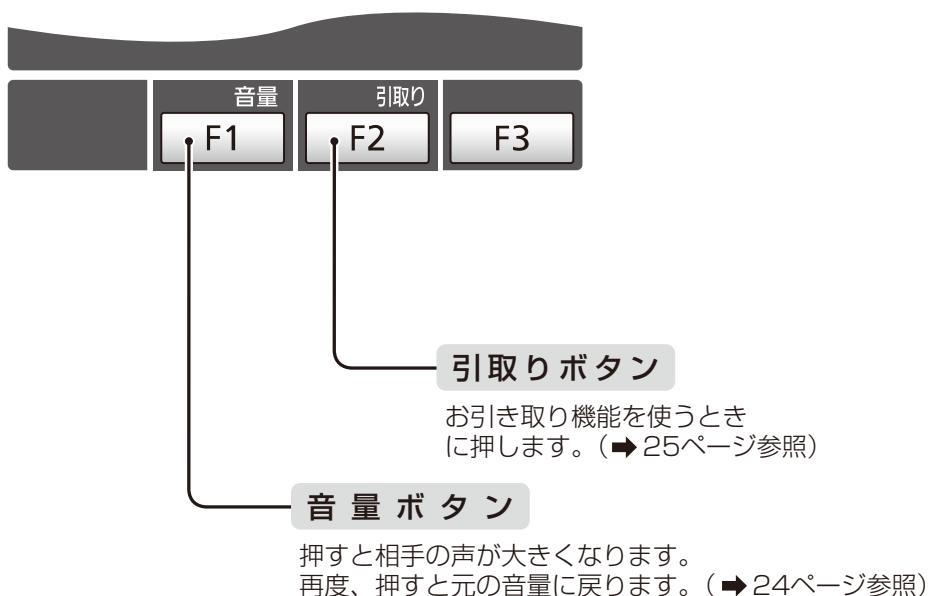 音量 引取り
F1 F2 F3
引取りボタン
お引き取り機能を使うとき
に押します。（➡25ページ参照）
音量ボタン
押すと相手の声が大きくなります。
再度、押すと元の音量に戻ります。（➡24ページ参照）